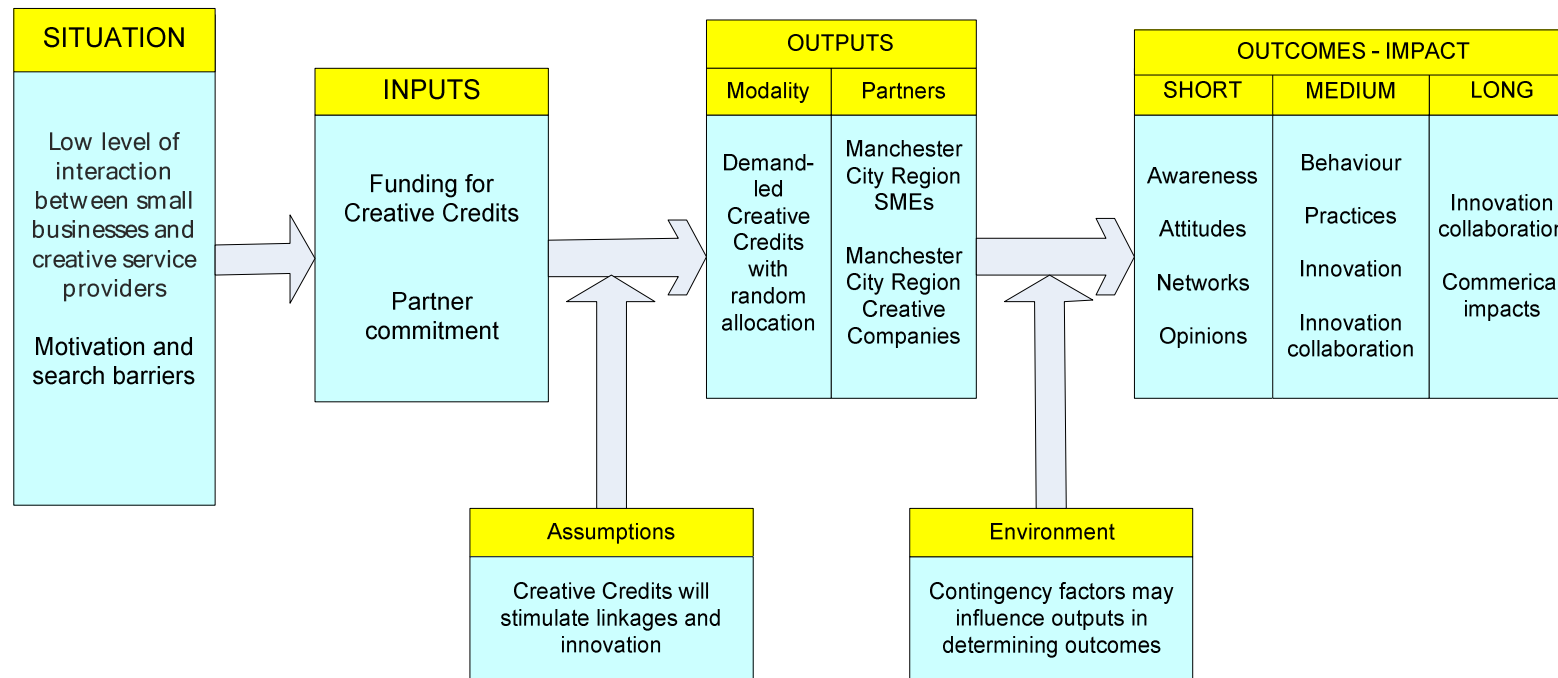 SITUATION
Low level of
interaction
between small
businesses and
creative service
providers
Motivation and
search barriers
INPUTS
Funding for
Creative Credits
Partner
commitment
OUTPUTS
Modality
Partners
Demand-
led
Creative
Credits
with
random
allocation
Manchester
City Region
SMEs
Manchester
City Region
Creative
Companies
OUTCOMES - IMPACT
SHORT
MEDIUM
LONG
Awareness
Attitudes
Networks
Opinions
Behaviour
Practices
Innovation
Innovation
collaboration
Innovation
collaboration
Commerical
impacts
Assumptions
Creative Credits will
stimulate linkages and
innovation
Environment
Contingency factors may
influence outputs in
determining outcomes